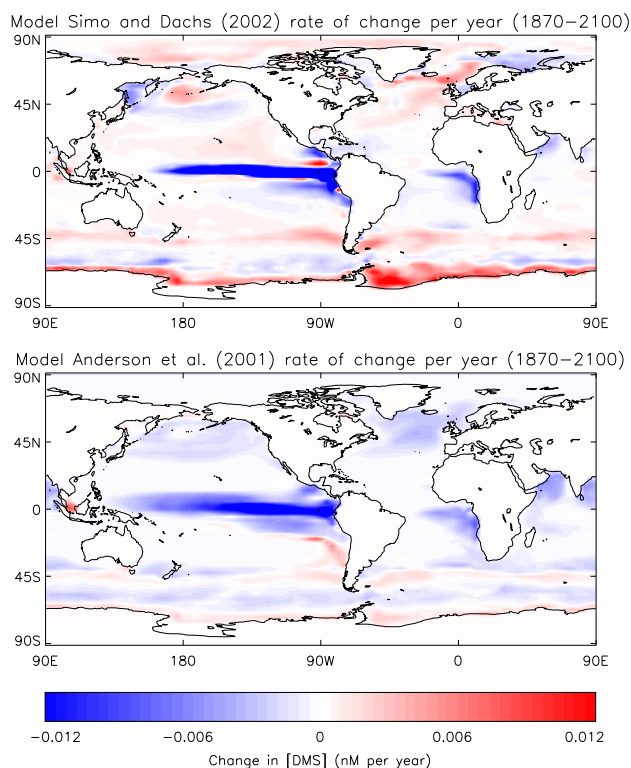 Model Simo and Dachs (2002) rate of change per year (1870−2100)
90N
45N
0
45S
90S
90E 180 90W 0 90E
Model Anderson et al. (2001) rate of change per year (1870−2100)
90N
45N
0
45S
90S
90E 180 90W 0 90E
−0.012 −0.006 0 0.006 0.012
Change in [DMS] (nM per year)